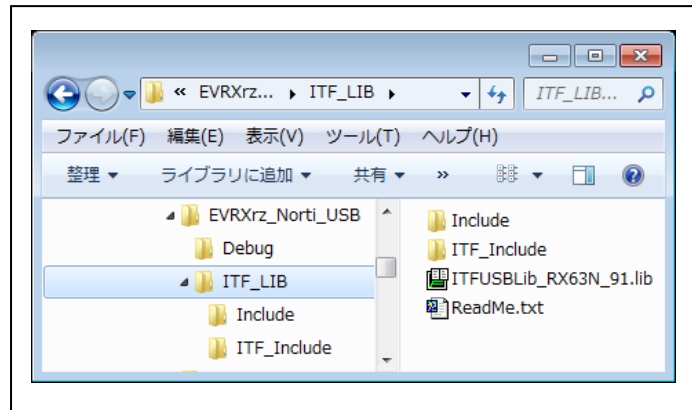 « EVRXrz... ▸ ITF_LIB ▸
ITF_LIB...
ファイル(F) 編集(E) 表示(V) ツール(T) ヘルプ(H)
整理 ▼ ライブラリに追加 ▼ 共有 ▼ »
EVRXrz_Norti_USB
Debug
ITF_LIB
Include
ITF_Include
Include
ITF_Include
ITFUSBLib_RX63N_91.lib
ReadMe.txt